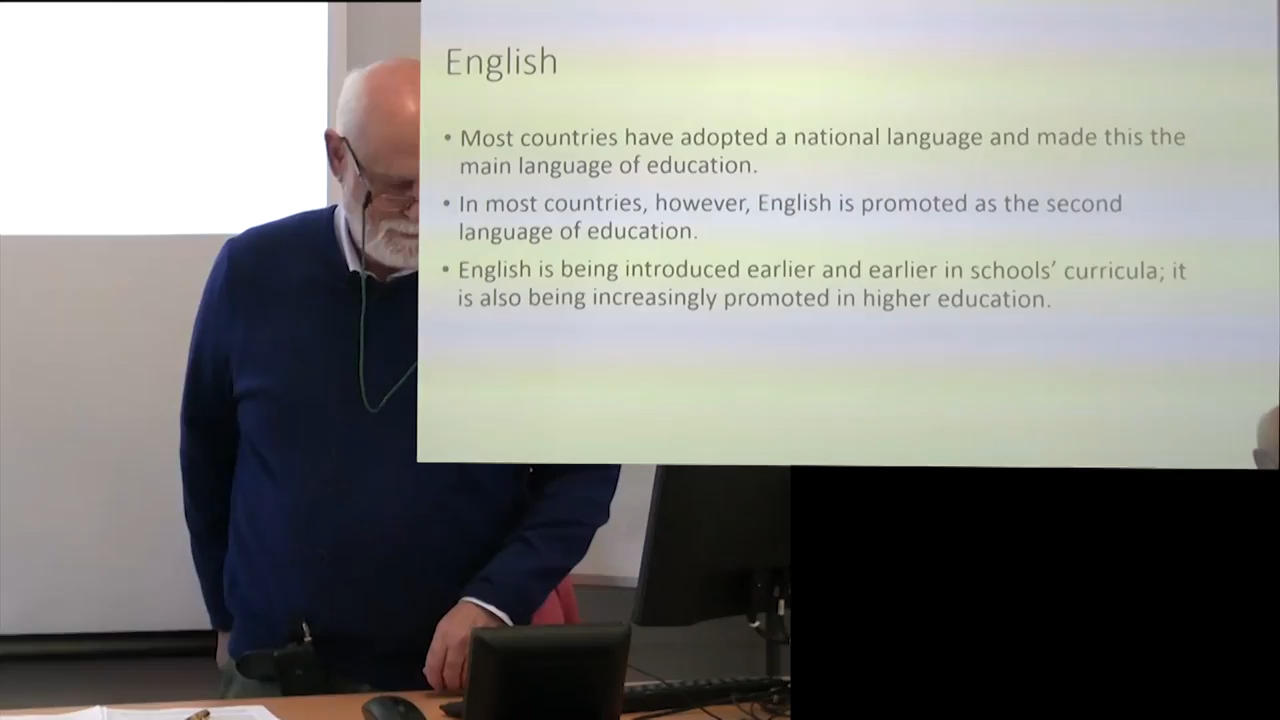 English
• Most countries have adopted a national language and made this the
main language of education.
• In most countries, however, English is promoted as the second
language of education.
• English is being introduced earlier and earlier in schools’ curricula; it
is also being increasingly promoted in higher education.